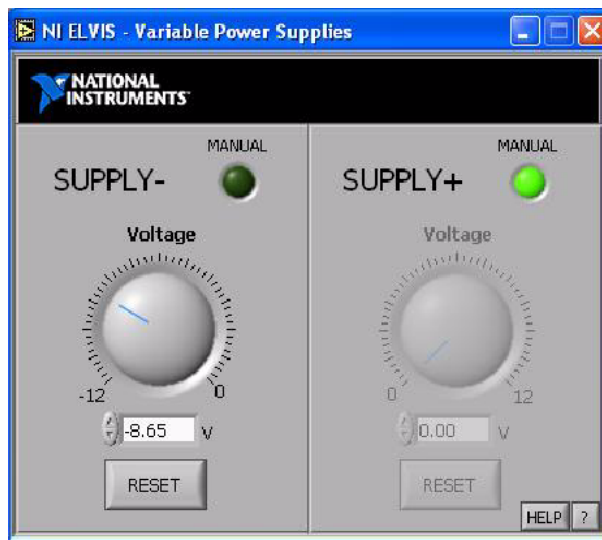 NI ELVIS - Variable Power Supplies
NATIONAL
INSTRUMENTS
MANUAL
SUPPLY-
Voltage
-12
0
-8.65
V
RESET
MANUAL
SUPPLY+
Voltage
0
12
0.00
V
RESET
HELP
?